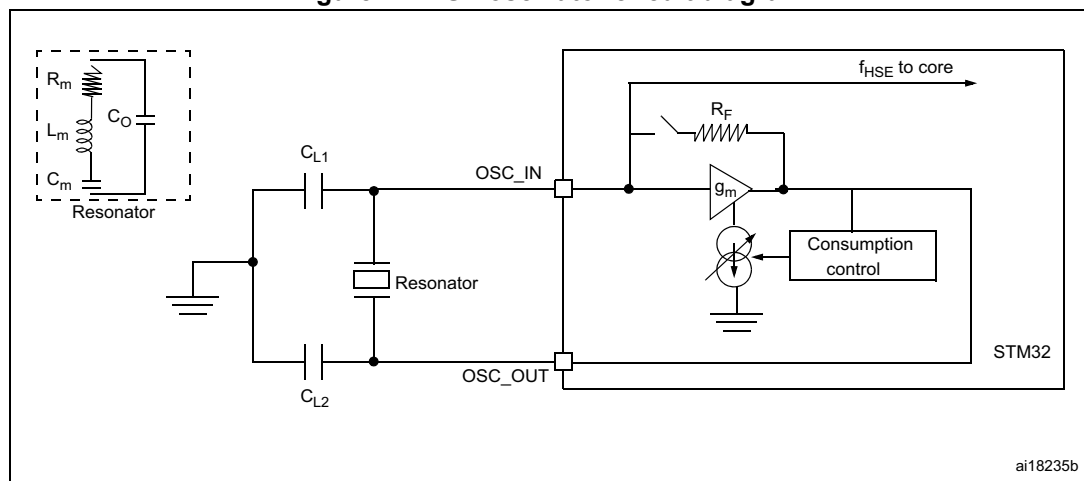 f_HSE to core
R_m
R_F
L_m
C_O
C_L1
OSC_IN
C_m
g_m
Resonator
Consumption
control
Resonator
STM32
OSC_OUT
C_L2
ai18235b